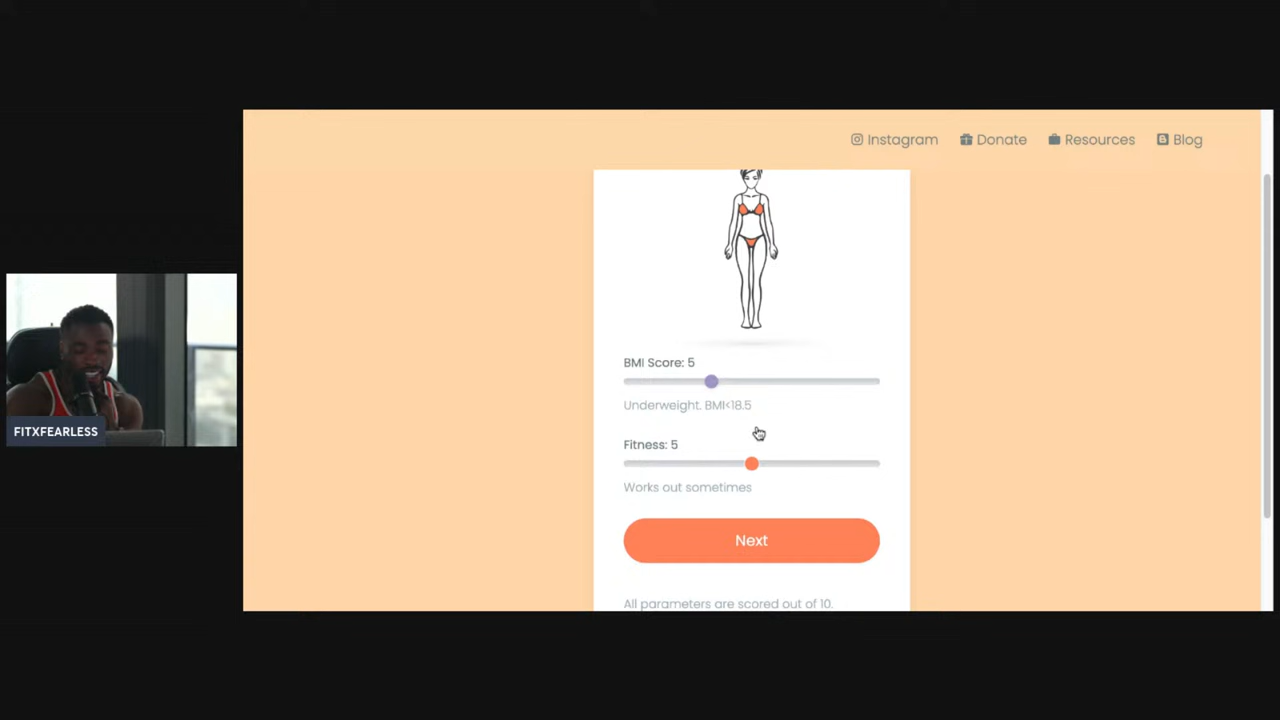 Instagram Donate Resources Blog
BMI Score: 5
Underweight. BMI<18.5
FITXFEARLESS
Fitness: 5
Works out sometimes
Next
All parameters are scored out of 10.